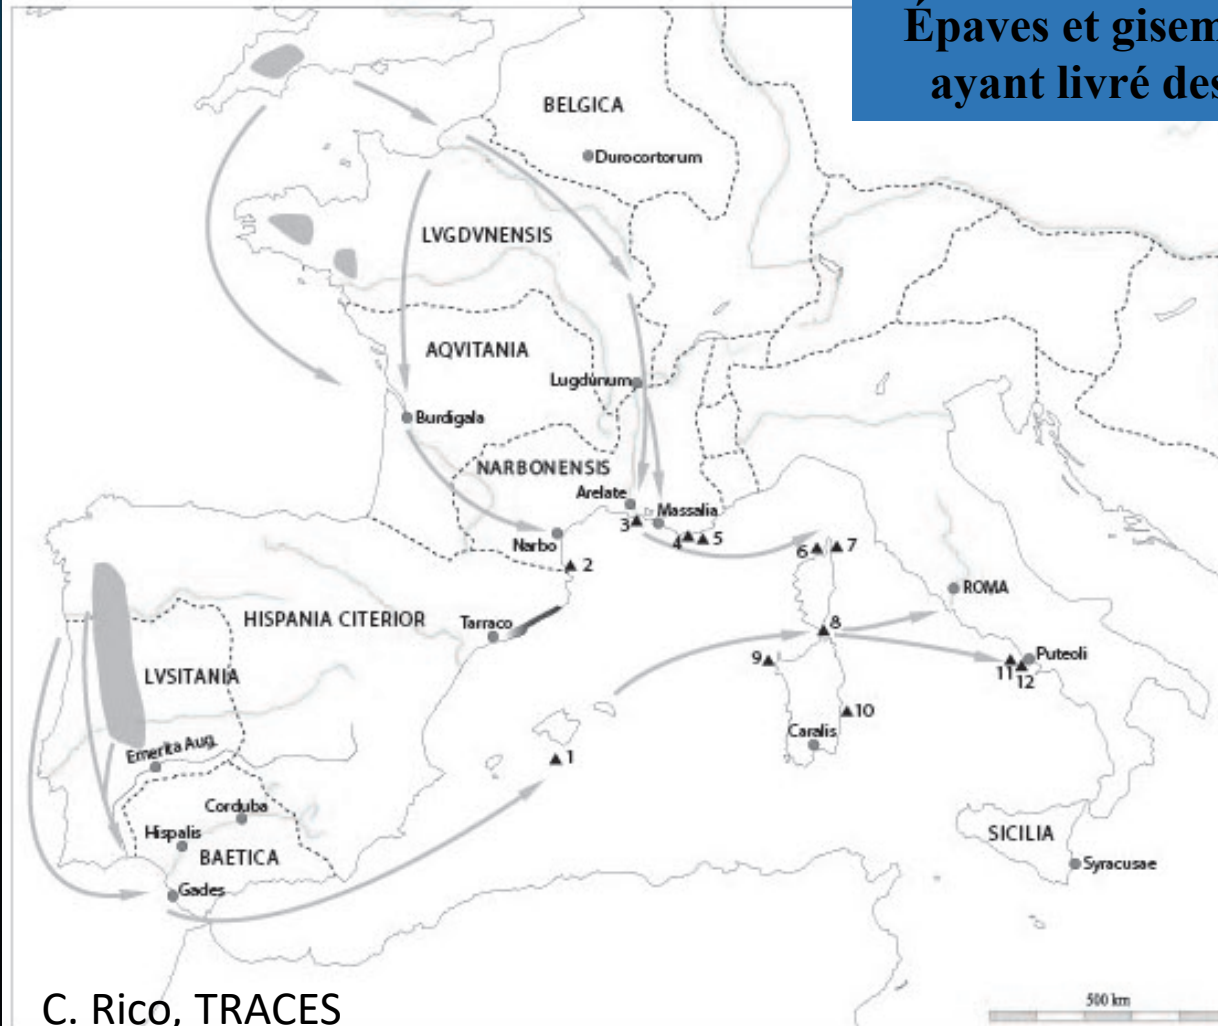 Épaves et gisem
ayant livré des
BELGICA
Durocortorum
LVGDVNENSIS
AQVITANIA
Lugdunum
Burdigala
NARBONENSIS
Arelate
Massalia
3
4
5
Narbo
2
6
7
ROMA
HISPANIA CITERIOR
Tarraco
8
LVSITANIA
9
Puteoli
11
12
10
Caralis
Emerita Aug.
1
Corduba
Hispalis
BAETICA
SICILIA
Syracusae
Gades
500 km
C. Rico, TRACES